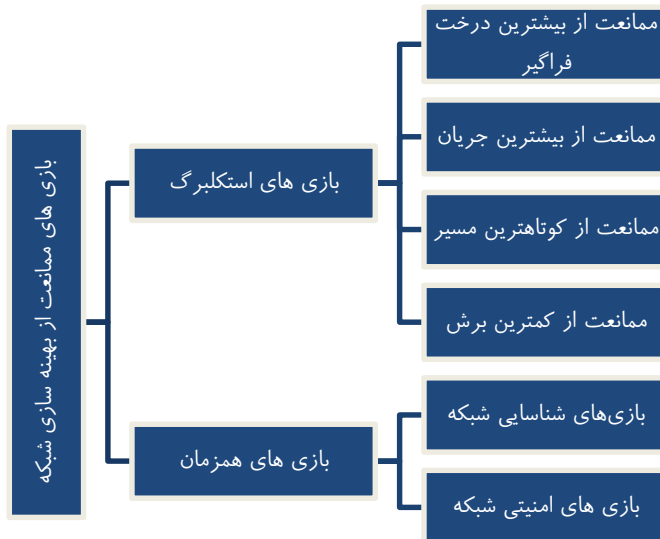 بازی های ممانعت از بهینه سازی شبکه
بازی های استکلبرگ
ممانعت از بیشترین درخت
فراگیر
ممانعت از بیشترین جریان
ممانعت از کوتاهترین مسیر
ممانعت از کمترین برش
بازی های همزمان
بازی‌های شناسایی شبکه
بازی های امنیتی شبکه